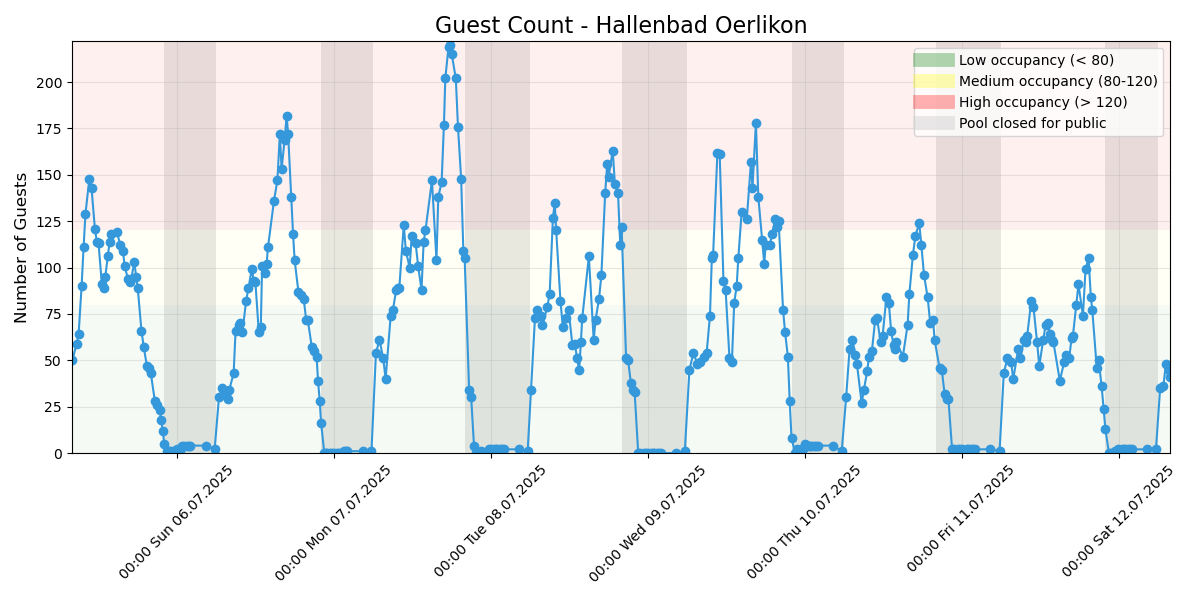 Guest Count - Hallenbad Oerlikon
Low occupancy (< 80)
Medium occupancy (80-120)
High occupancy (> 120)
Pool closed for public
Number of Guests
200
175
150
125
100
75
50
25
0
00:00 Sun 06.07.2025
00:00 Mon 07.07.2025
00:00 Tue 08.07.2025
00:00 Wed 09.07.2025
00:00 Thu 10.07.2025
00:00 Fri 11.07.2025
00:00 Sat 12.07.2025